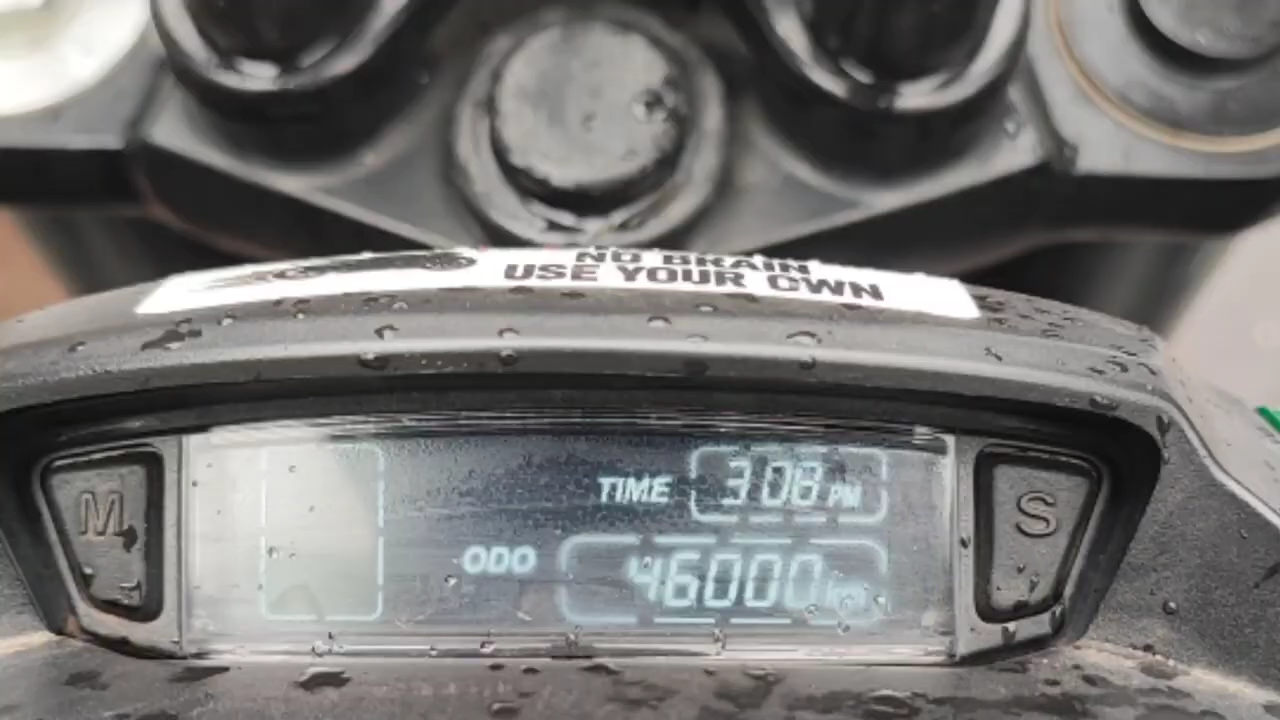 NO BRAIN
USE YOUR OWN
TIME 3:08 PM
ODO 46000 km
M
S